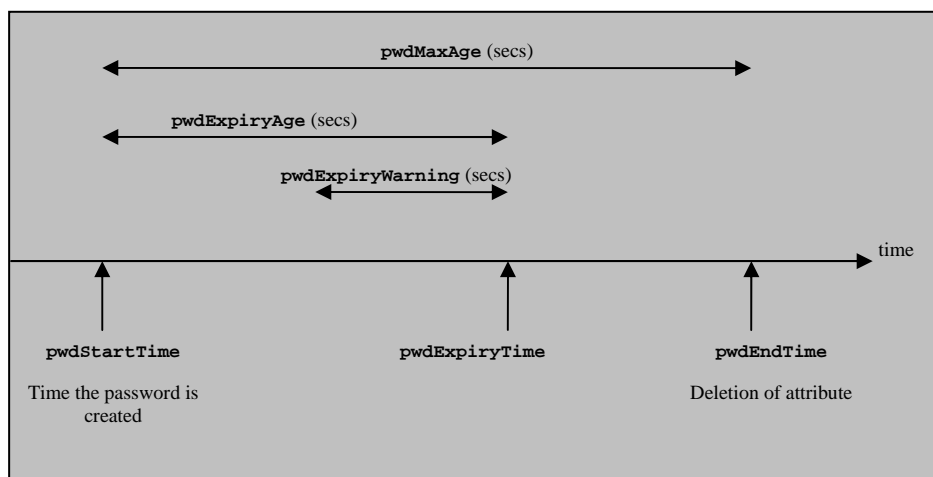 pwdMaxAge (secs)
pwdExpiryAge (secs)
pwdExpiryWarning (secs)
time
pwdStartTime
pwdExpiryTime
pwdEndTime
Time the password is
created
Deletion of attribute